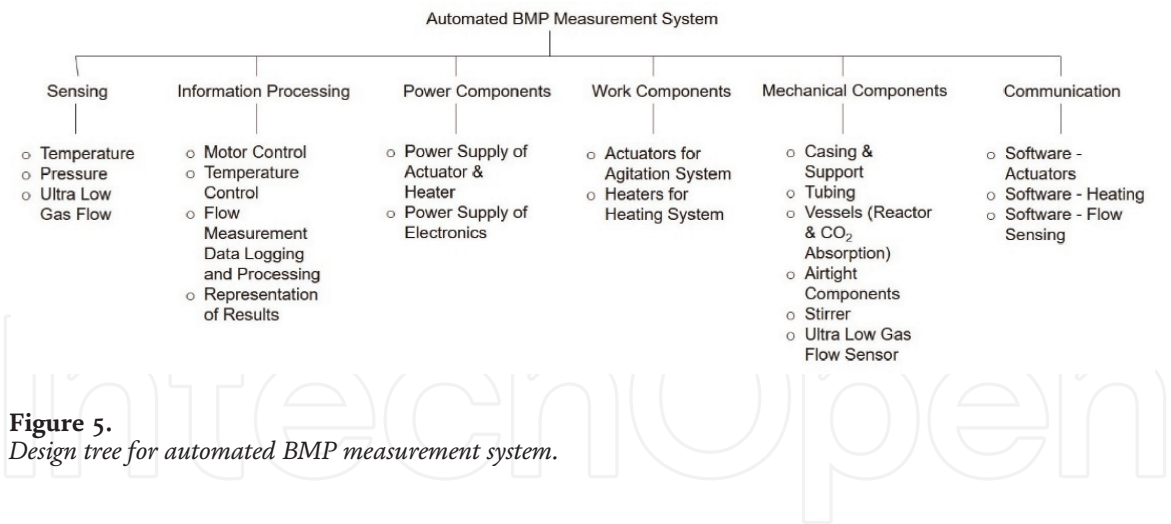 Automated BMP Measurement System
Sensing
o Temperature
o Pressure
o Ultra Low
Gas Flow
Information Processing
o Motor Control
o Temperature
Control
o Flow
Measurement
Data Logging
and Processing
o Representation
of Results
Power Components
o Power Supply of
Actuator &
Heater
o Power Supply of
Electronics
Work Components
o Actuators for
Agitation System
o Heaters for
Heating System
Mechanical Components
o Casing &
Support
o Tubing
o Vessels (Reactor
& CO₂
Absorption)
o Airtight
Components
o Stirrer
o Ultra Low Gas
Flow Sensor
Communication
o Software -
Actuators
o Software - Heating
o Software - Flow
Sensing
IntechOpen
Figure 5.
Design tree for automated BMP measurement system.